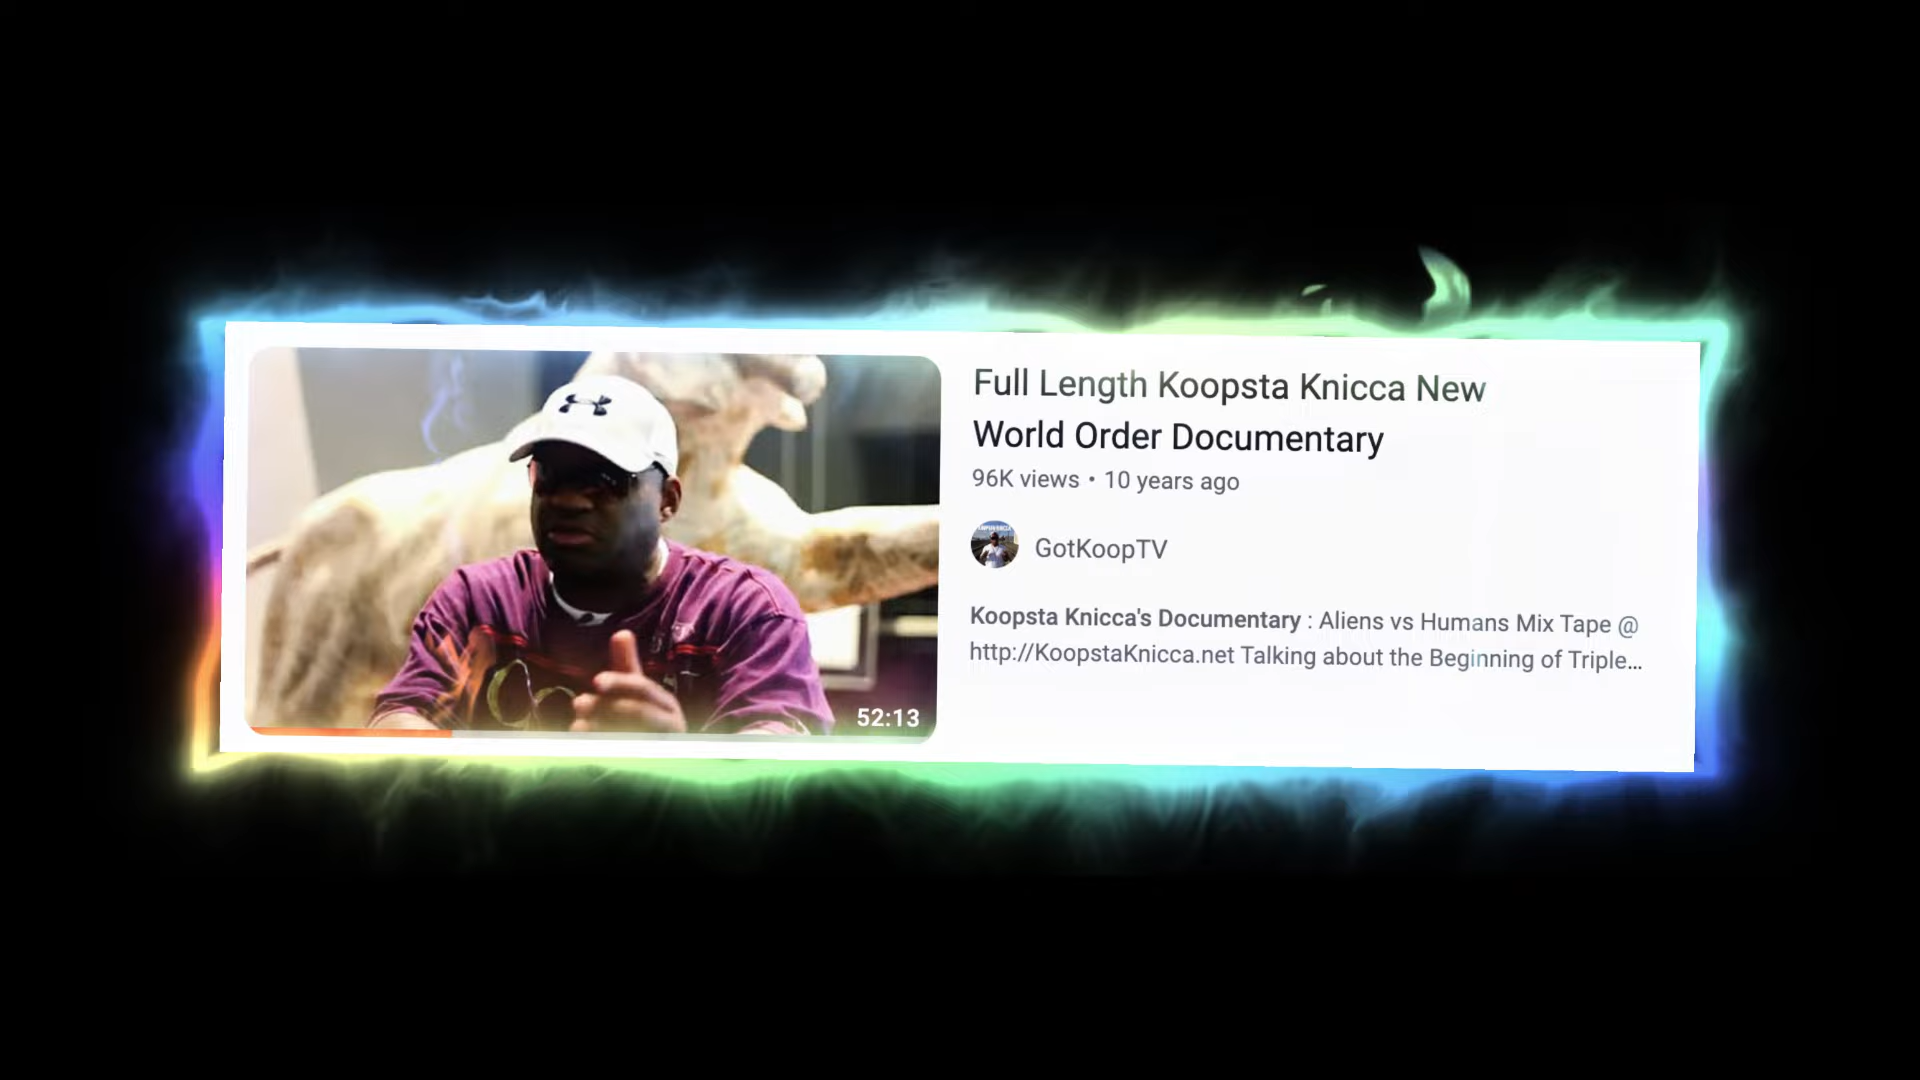 Full Length Koopsta Knicca New
World Order Documentary
96K views • 10 years ago
GotKoopTV
Koopsta Knicca's Documentary : Aliens vs Humans Mix Tape @
http://KoopstaKnicca.net Talking about the Beginning of Triple...
52:13